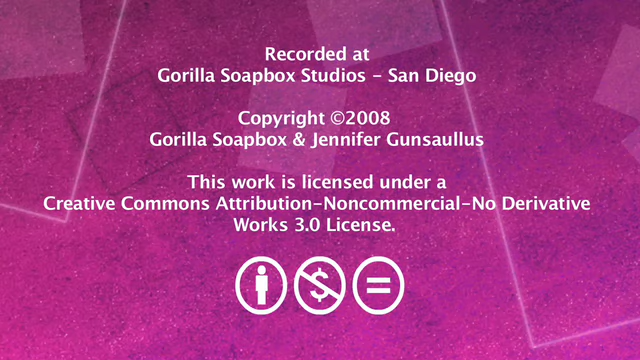 Recorded at
Gorilla Soapbox Studios - San Diego
Copyright ©2008
Gorilla Soapbox & Jennifer Gunsaullus
This work is licensed under a
Creative Commons Attribution-Noncommercial-No Derivative
Works 3.0 License.